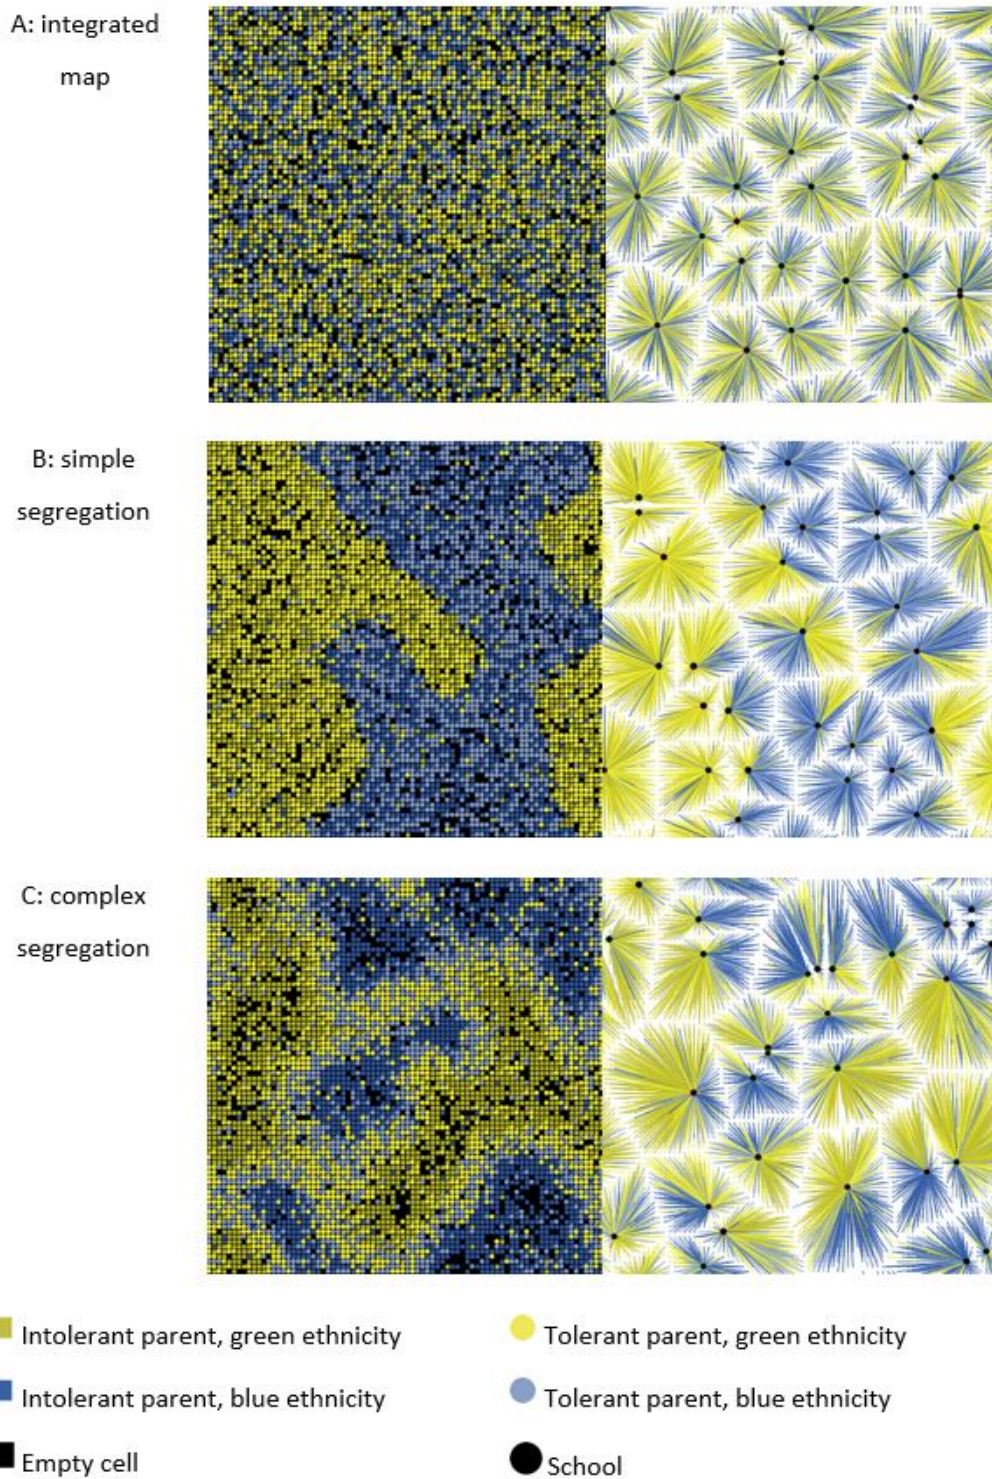 A: integrated
map
B: simple
segregation
C: complex
segregation
Intolerant parent, green ethnicity
Tolerant parent, green ethnicity
Intolerant parent, blue ethnicity
Tolerant parent, blue ethnicity
Empty cell
School